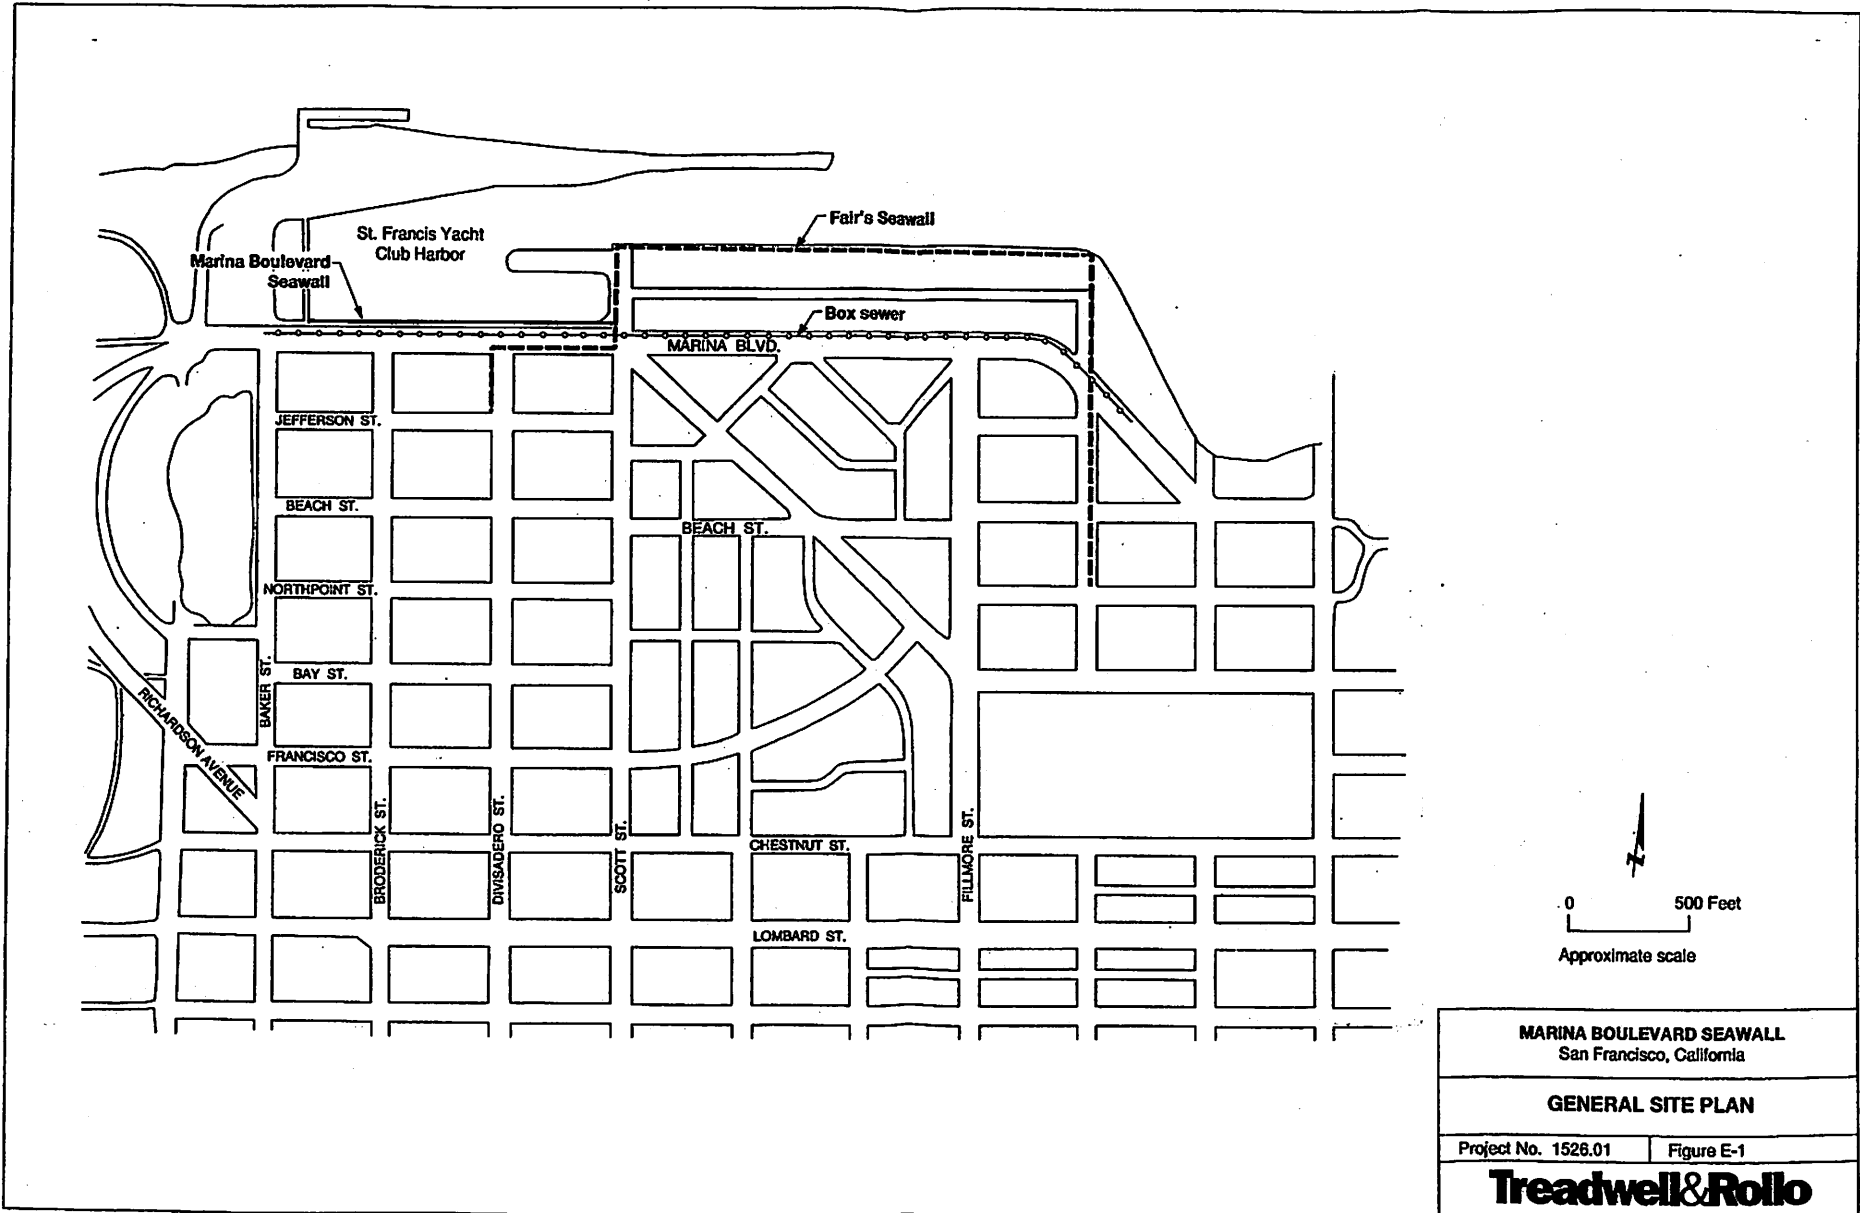 Fair's Seawall
St. Francis Yacht
Club Harbor
Marina Boulevard
Seawall
Box sewer
MARINA BLVD.
JEFFERSON ST.
BEACH ST.
BEACH ST.
NORTHPOINT ST.
BAY ST.
BAKER ST.
RICHARDSON AVENUE
FRANCISCO ST.
BRODERICK ST.
DIVISADERO ST.
SCOTT ST.
CHESTNUT ST.
FILLMORE ST.
LOMBARD ST.
0 500 Feet
Approximate scale
MARINA BOULEVARD SEAWALL
San Francisco, California
GENERAL SITE PLAN
Project No. 1526.01 Figure E-1
Treadwell&Rollo